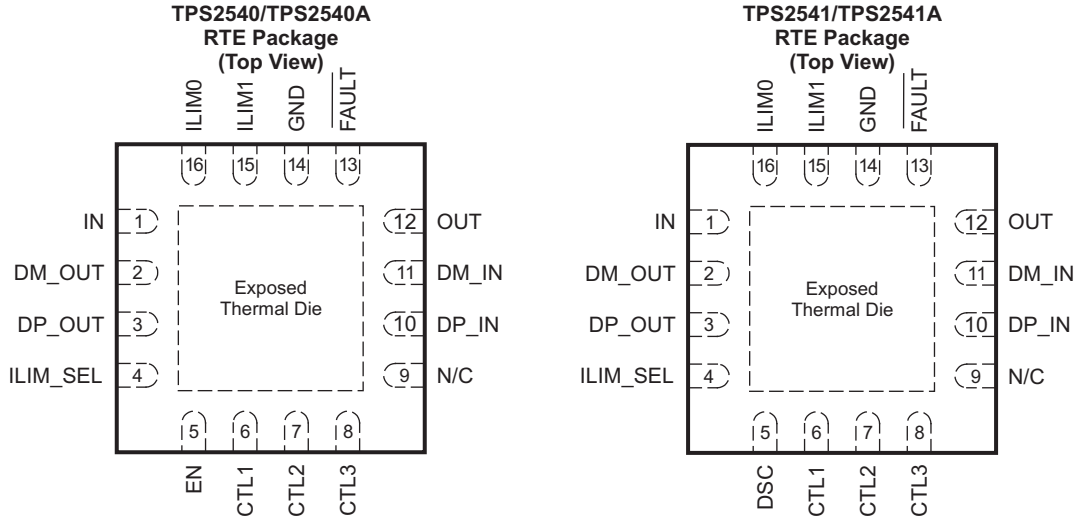 TPS2540/TPS2540A
RTE Package
(Top View)
ILIM0
ILIM1
GND
FAULT
16
15
14
13
IN
1
12
OUT
DM_OUT
2
11
DM_IN
DP_OUT
3
10
DP_IN
ILIM_SEL
4
9
N/C
Exposed
Thermal Die
5
6
7
8
EN
CTL1
CTL2
CTL3
TPS2541/TPS2541A
RTE Package
(Top View)
ILIM0
ILIM1
GND
FAULT
16
15
14
13
IN
1
12
OUT
DM_OUT
2
11
DM_IN
DP_OUT
3
10
DP_IN
ILIM_SEL
4
9
N/C
Exposed
Thermal Die
5
6
7
8
DSC
CTL1
CTL2
CTL3